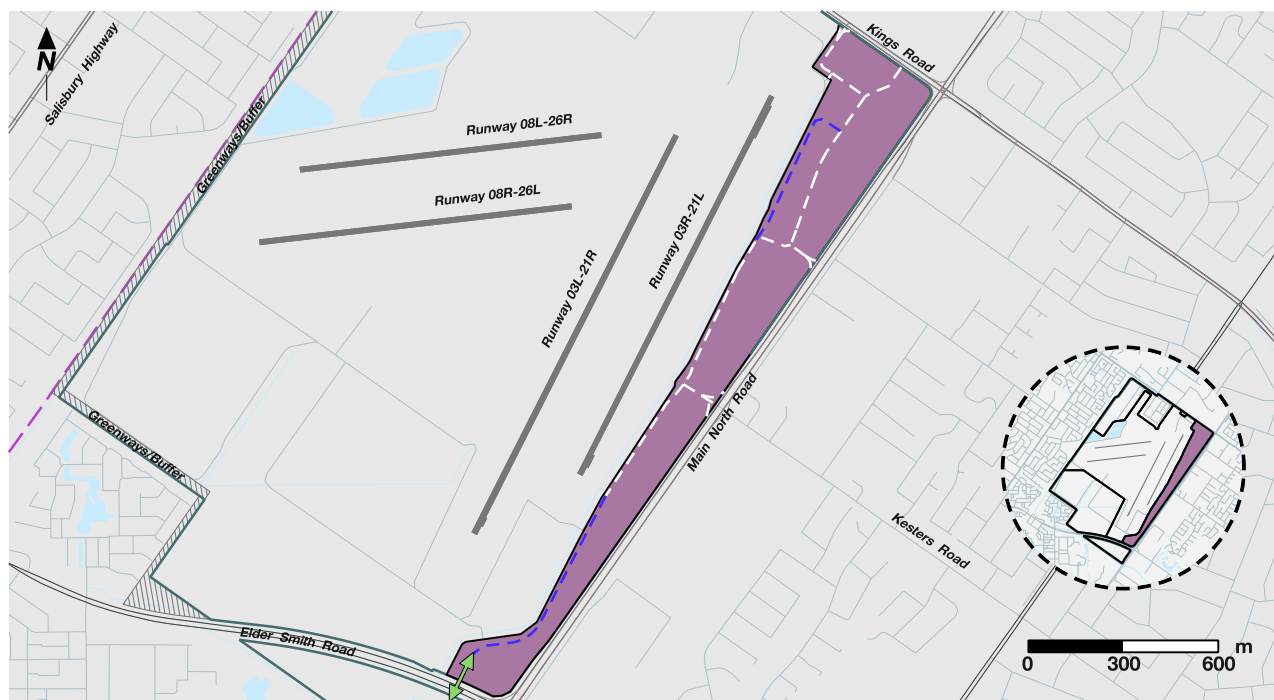 N
Salisbury Highway
Greenways/Buffer
Runway 08L-26R
Runway 08R-26L
Runway 03L-21R
Runway 03R-21L
Kings Road
Greenways/Buffer
Main North Road
Kesters Road
Elder Smith Road
m
0 300 600